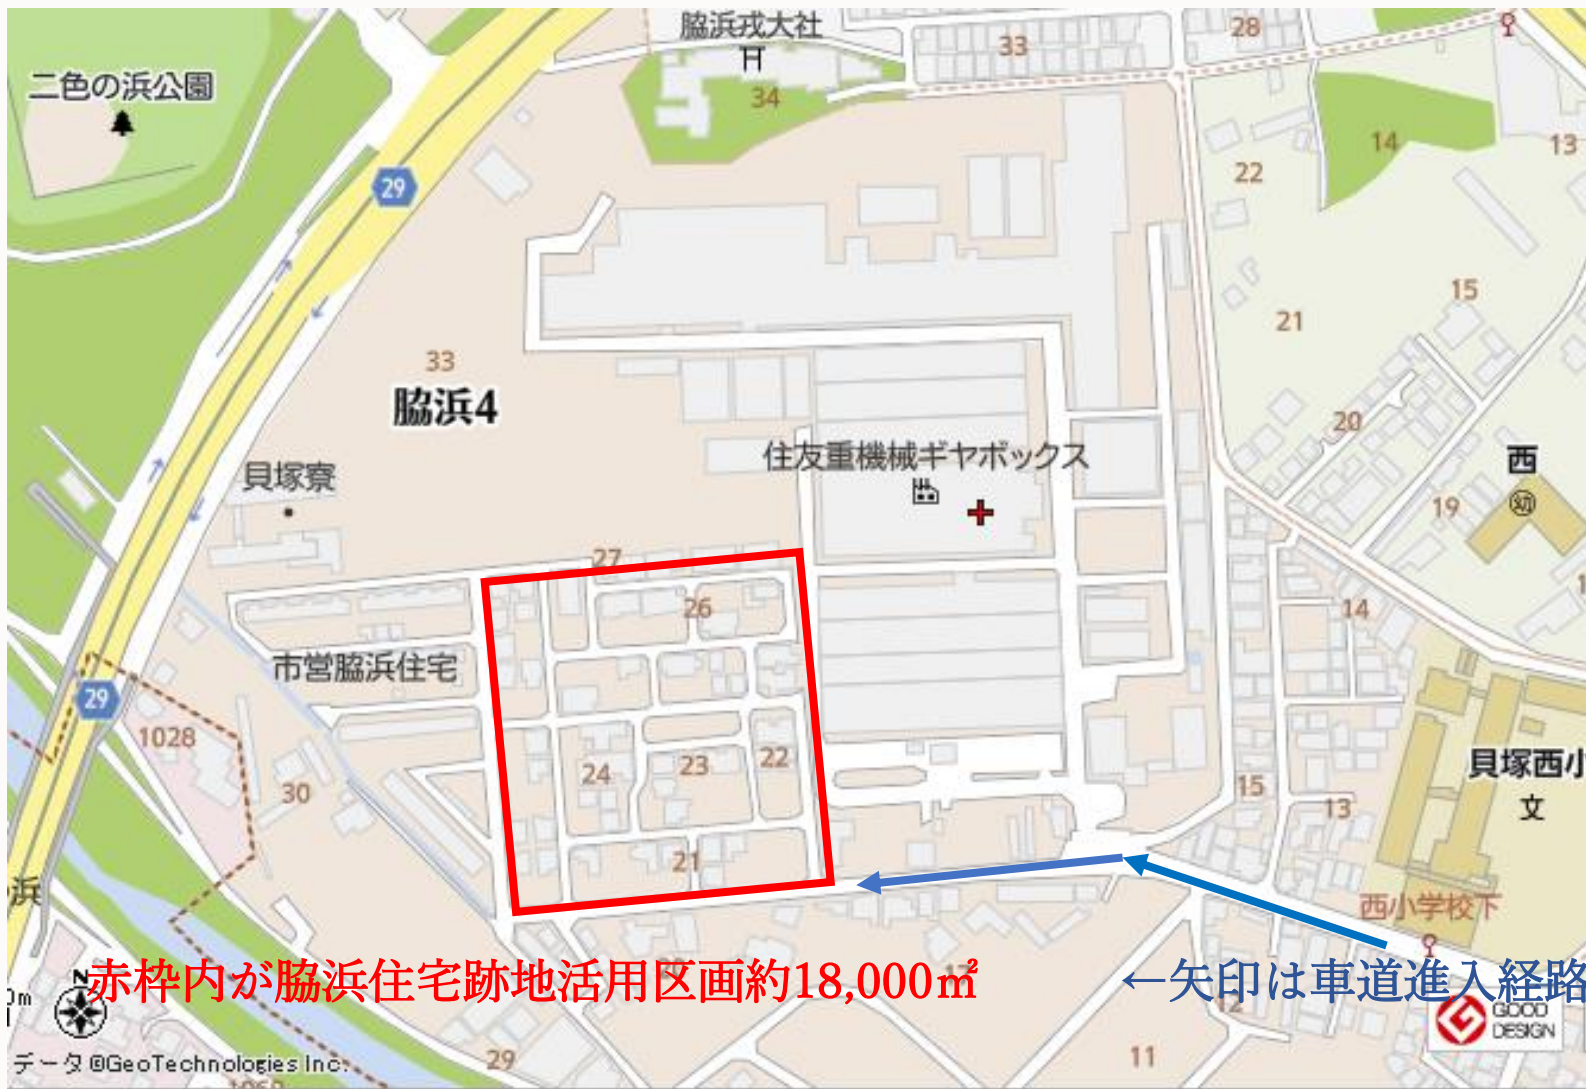 脇浜戎大社
28
33
二色の浜公園
34
14
13
22
29
15
21
33
脇浜4
20
住友重機械ギヤボックス
西
貝塚寮
幼
19
27
26
14
市営脇浜住宅
29
1028
貝塚西小
24
23
22
30
15
13
文
21
浜
西小学校下
N
赤枠内が脇浜住宅跡地活用区画約18,000㎡
←矢印は車道進入経路
12
GOOD
DESIGN
データ©GeoTechnologies Inc.
29
11